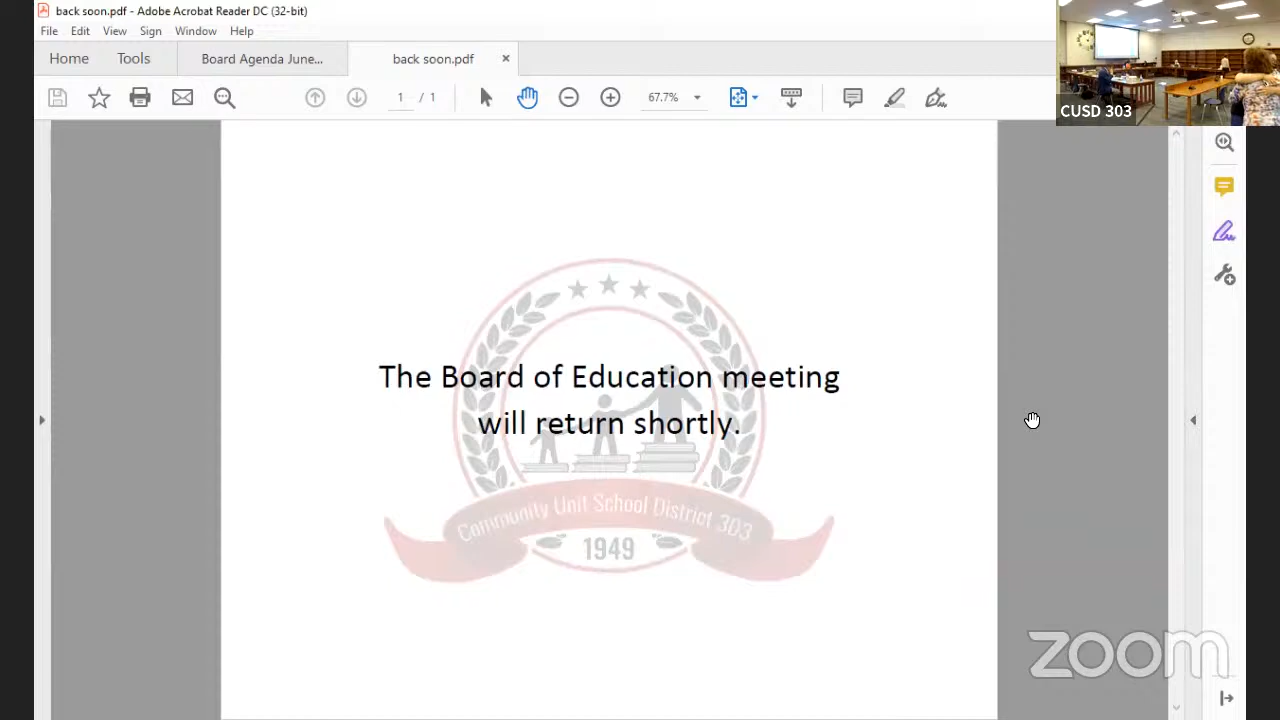 back soon.pdf - Adobe Acrobat Reader DC (32-bit)
File Edit View Sign Window Help
Home Tools Board Agenda June... back soon.pdf ×
1 / 1 67.7%
CUSD 303
The Board of Education meeting
will return shortly.
Community Unit School District 303
1949
zoom